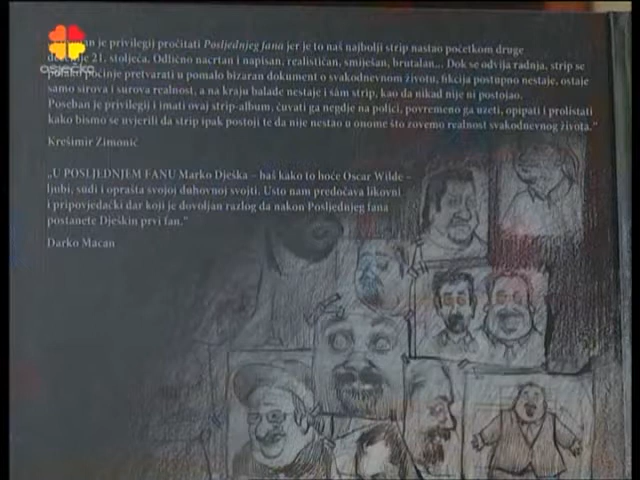 je privilegij pročitati Posljednjeg fana jer je to naš najbolji strip nastao početkom druge
21. stoljeća. Odlično nacrtan i napisan, realističan, smiješan, brutalan... Dok se odvija radnja, strip se
polako počinje pretvarati u pomalo bizaran dokument o svakodnevnom životu, fikcija postupno nestaje, ostaje
samo sirova i surova realnost, a na kraju balade nestaje i sâm strip, kao da nikad nije ni postojao.
Poseban je privilegij i imati ovaj strip-album, čuvati ga negdje na polici, povremeno ga uzeti, opipati i prolistati
kako bismo se uvjerili da strip ipak postoji te da nije nestao u onome što zovemo realnost svakodnevnog života."
Krešimir Zimonić
„U POSLJEDNJEM FANU Marko Dješka – baš kako to hoće Oscar Wilde –
ljubi, sudi i oprašta svojoj duhovnoj svojti. Usto nam predočava likovni
i pripovjedački dar koji je dovoljan razlog da nakon Posljednjeg fana
postanete Dješkin prvi fan."
Darko Macan
osječka